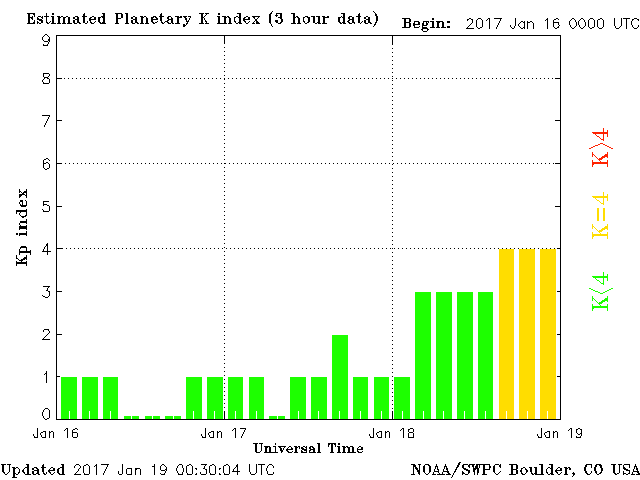 Estimated Planetary K index (3 hour data)
Begin: 2017 Jan 16 0000 UTC
9
8
7
6
5
4
3
2
1
0
Kp index
K>4
K=4
K<4
Jan 16
Jan 17
Jan 18
Jan 19
Universal Time
Updated 2017 Jan 19 00:30:04 UTC
NOAA/SWPC Boulder, CO USA